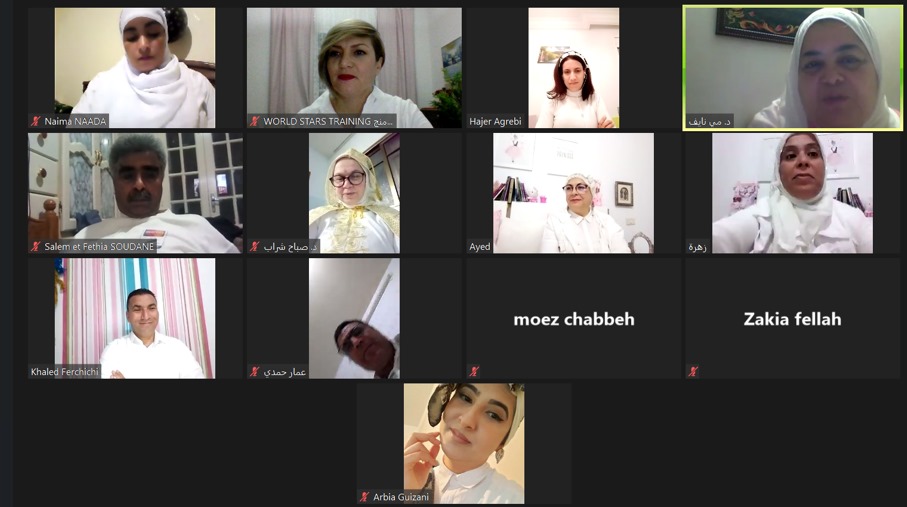 Naima NAADA
WORLD STARS TRAINING منح...
Hajer Agrebi
د. مي نايف
Salem et Fethia SOUDANE
د. صباح شراب
Ayed
زهرة
Khaled Ferchichi
عمار حمدي
moez chabbeh
Zakia fellah
Arbia Guizani